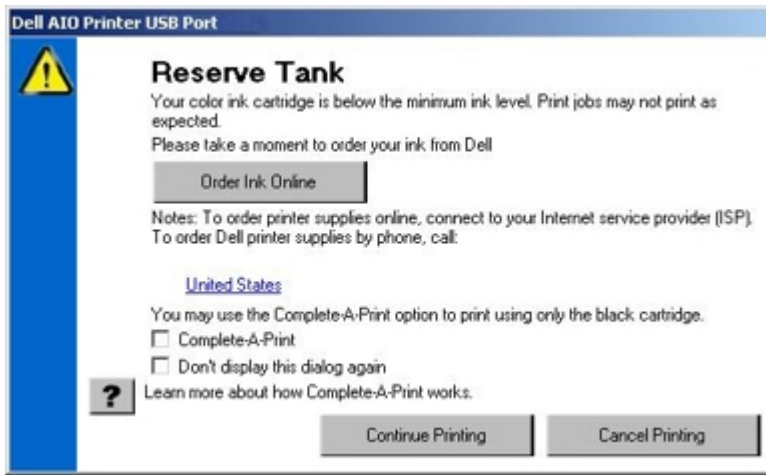 Dell AIO Printer USB Port
Reserve Tank
Your color ink cartridge is below the minimum ink level. Print jobs may not print as
expected.
Please take a moment to order your ink from Dell
Order Ink Online
Notes: To order printer supplies online, connect to your Internet service provider (ISP).
To order Dell printer supplies by phone, call:
United States
You may use the Complete-A-Print option to print using only the black cartridge.
Complete-A-Print
Don't display this dialog again
? Learn more about how Complete-A-Print works.
Continue Printing Cancel Printing